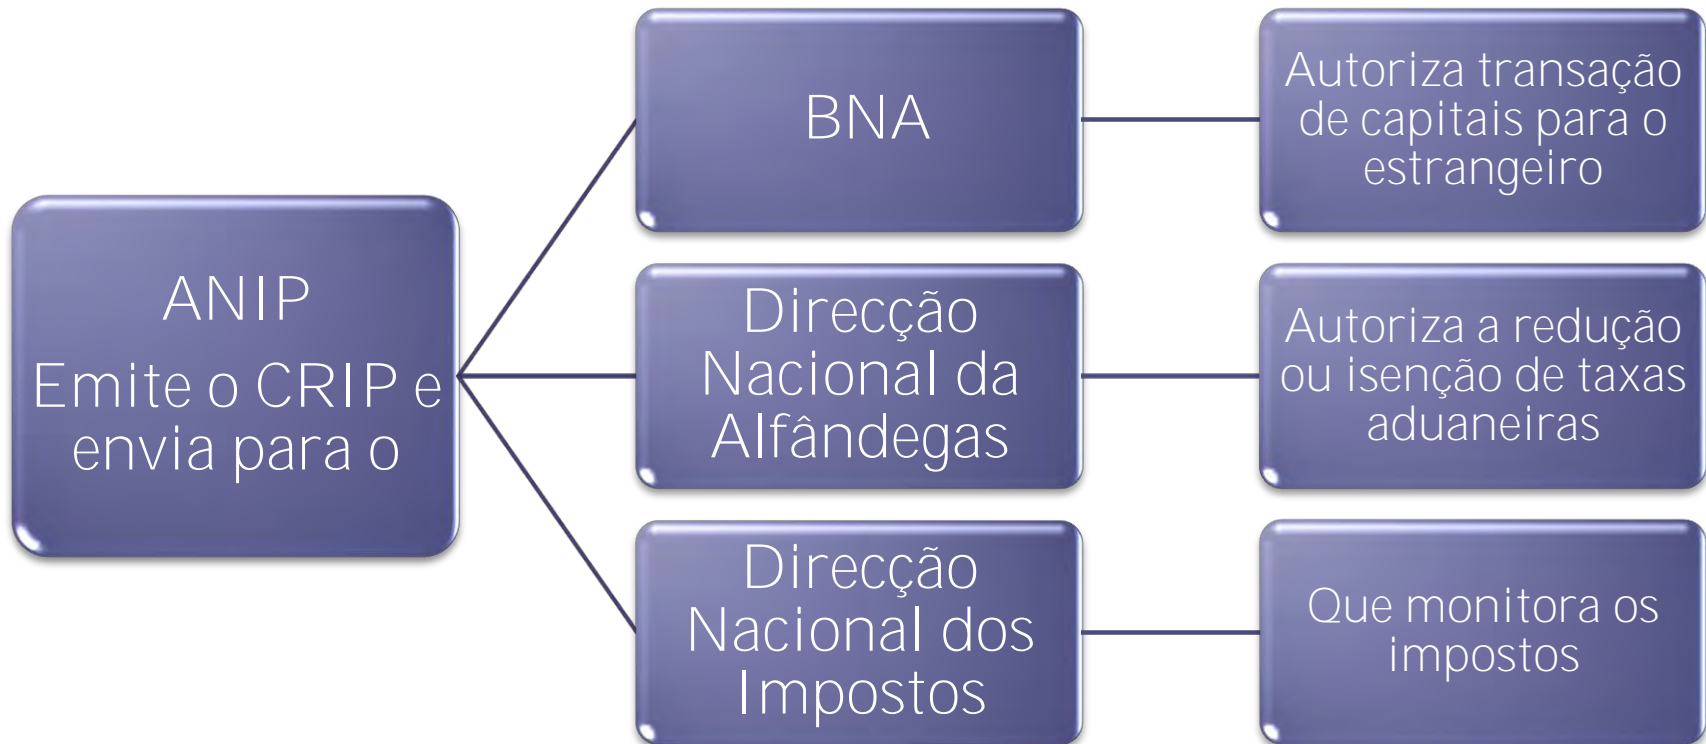 ANIP
Emite o CRIP e
envia para o
BNA
Autoriza transação
de capitais para o
estrangeiro
Direcção
Nacional da
Alfândegas
Autoriza a redução
ou isenção de taxas
aduaneiras
Direcção
Nacional dos
Impostos
Que monitora os
impostos